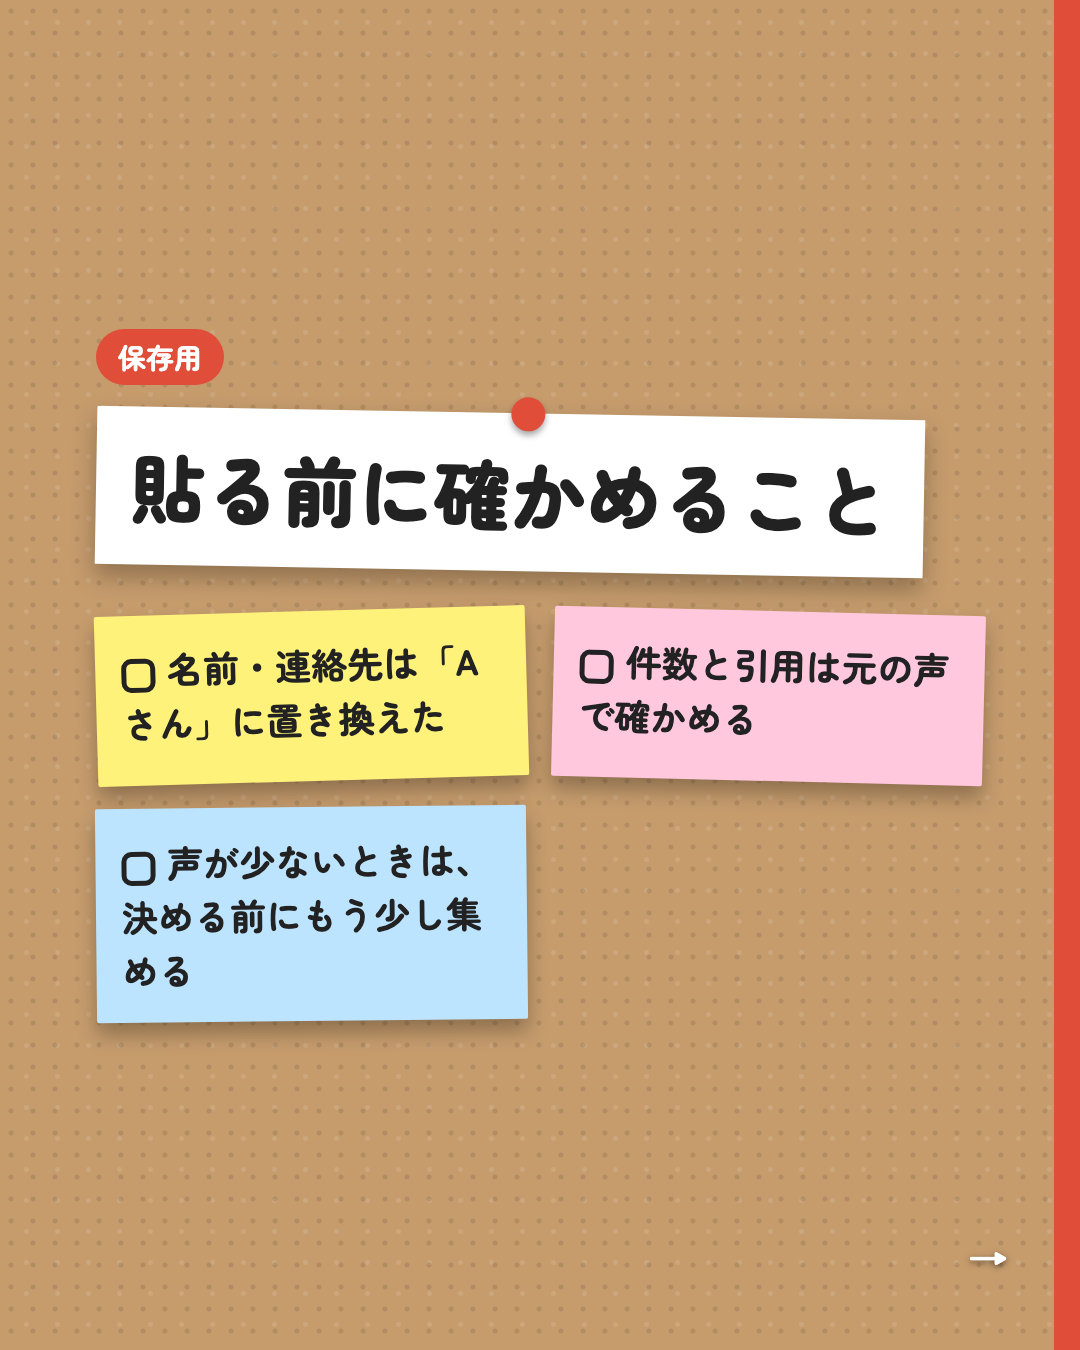 保存用
貼る前に確かめること
▢ 名前・連絡先は「A
さん」に置き換えた
▢ 件数と引用は元の声
で確かめる
▢ 声が少ないときは、
決める前にもう少し集
める
→